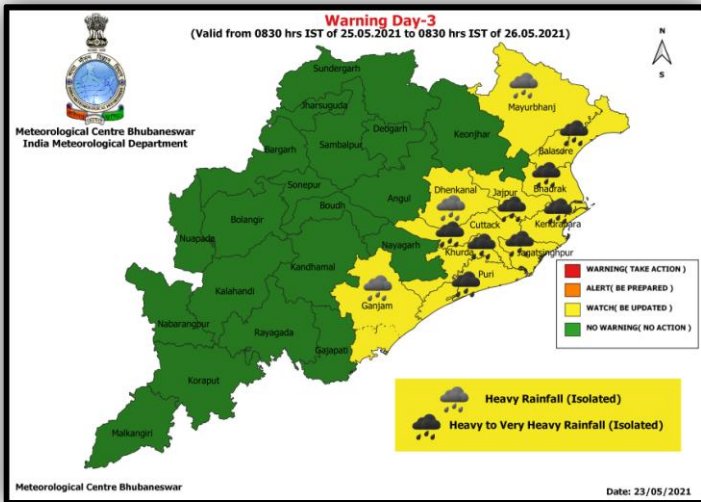 Warning Day-3
(Valid from 0830 hrs IST of 25.05.2021 to 0830 hrs IST of 26.05.2021)
Meteorological Centre Bhubaneswar
India Meteorological Department
N
S
Sundergarh
Jharsuguda
Debgarh
Keonjhar
Mayurbhanj
Bargarh
Sambalpur
Balasore
Sonepur
Angul
Dhenkanal
Jajpur
Bhadrak
Nuapada
Bolangir
Boudh
Cuttack
Kendrapara
Nayagarh
Khurda
Jagatsinghpur
Kandhamal
Puri
Kalahandi
Ganjam
Nabarangpur
Rayagada
Gajapati
Koraput
Malkangiri
WARNING( TAKE ACTION )
ALERT( BE PREPARED )
WATCH( BE UPDATED )
NO WARNING( NO ACTION )
Heavy Rainfall (Isolated)
Heavy to Very Heavy Rainfall (Isolated)
Meteorological Centre Bhubaneswar
Date: 23/05/2021